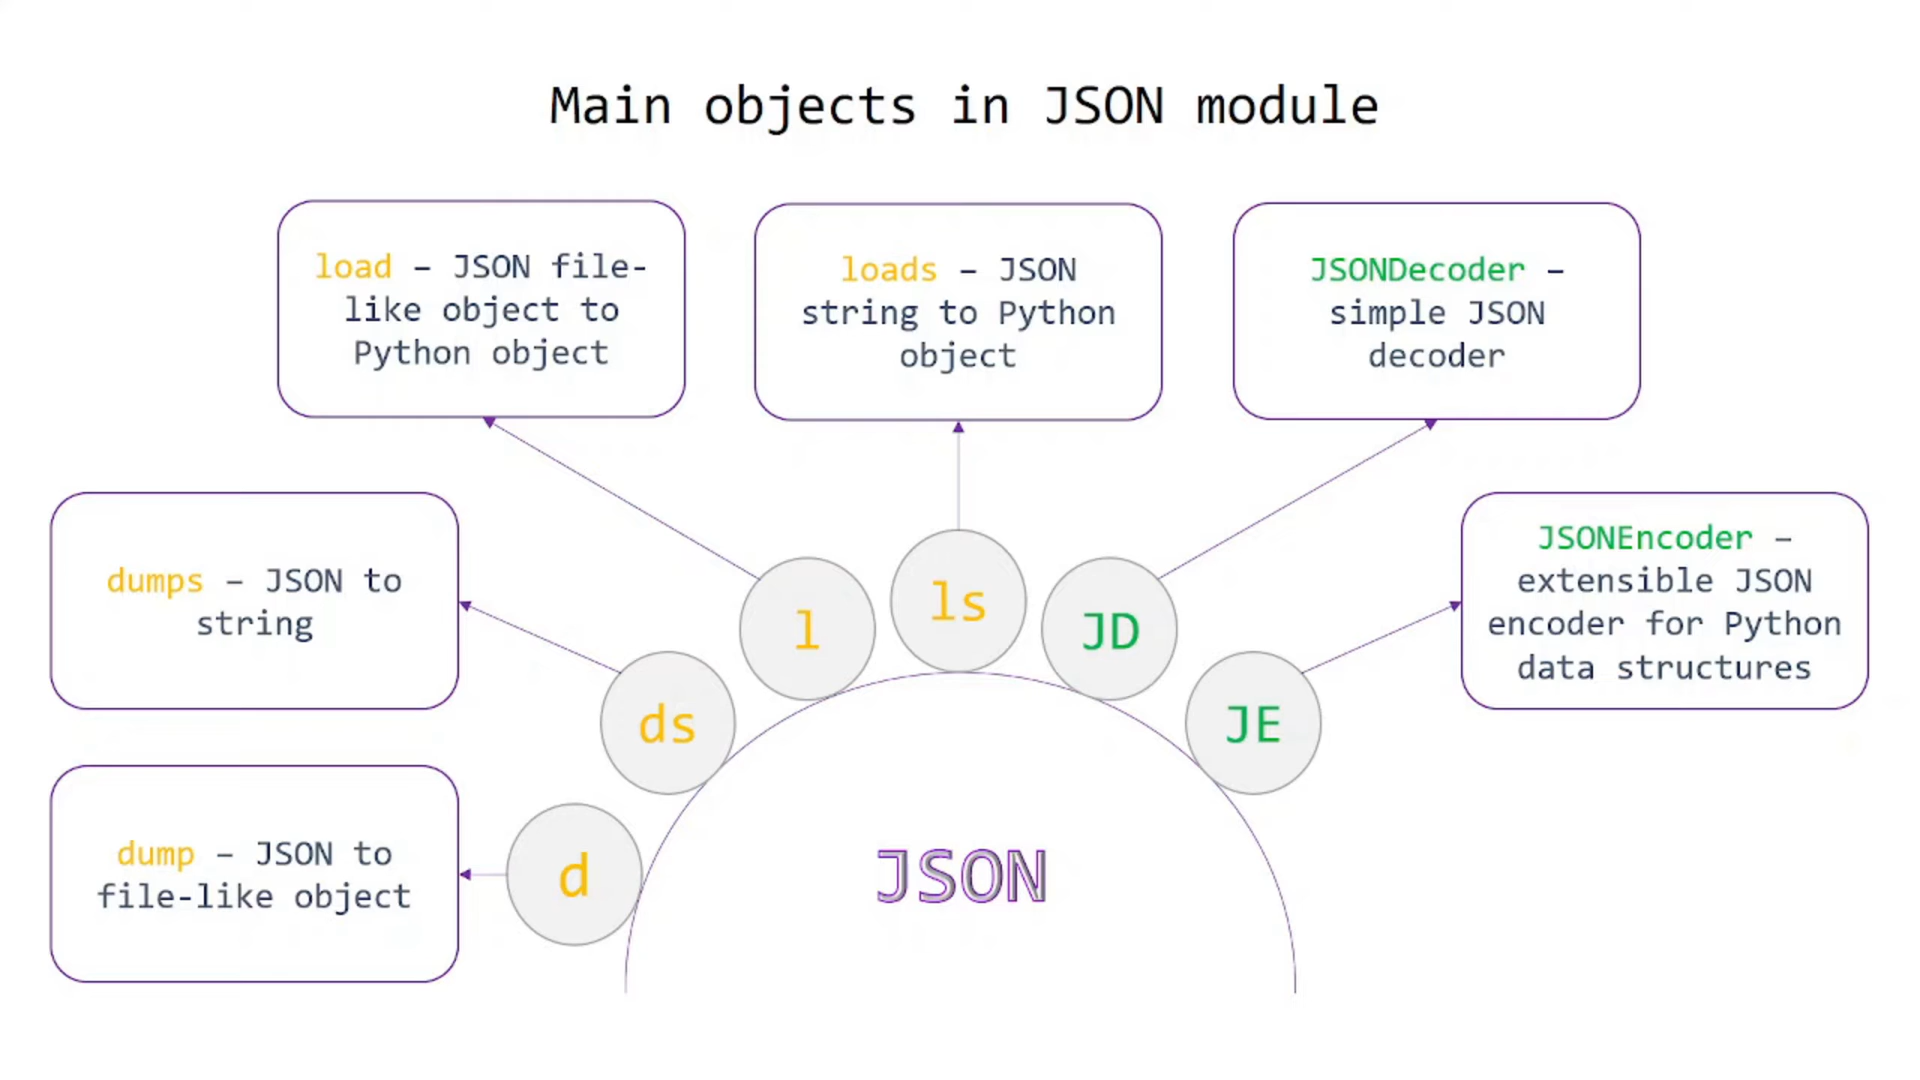 Main objects in JSON module
load – JSON file-
like object to
Python object
loads – JSON
string to Python
object
JSONDecoder –
simple JSON
decoder
dumps – JSON to
string
JSONEncoder –
extensible JSON
encoder for Python
data structures
l
ls
JD
ds
JE
dump – JSON to
file-like object
d
JSON